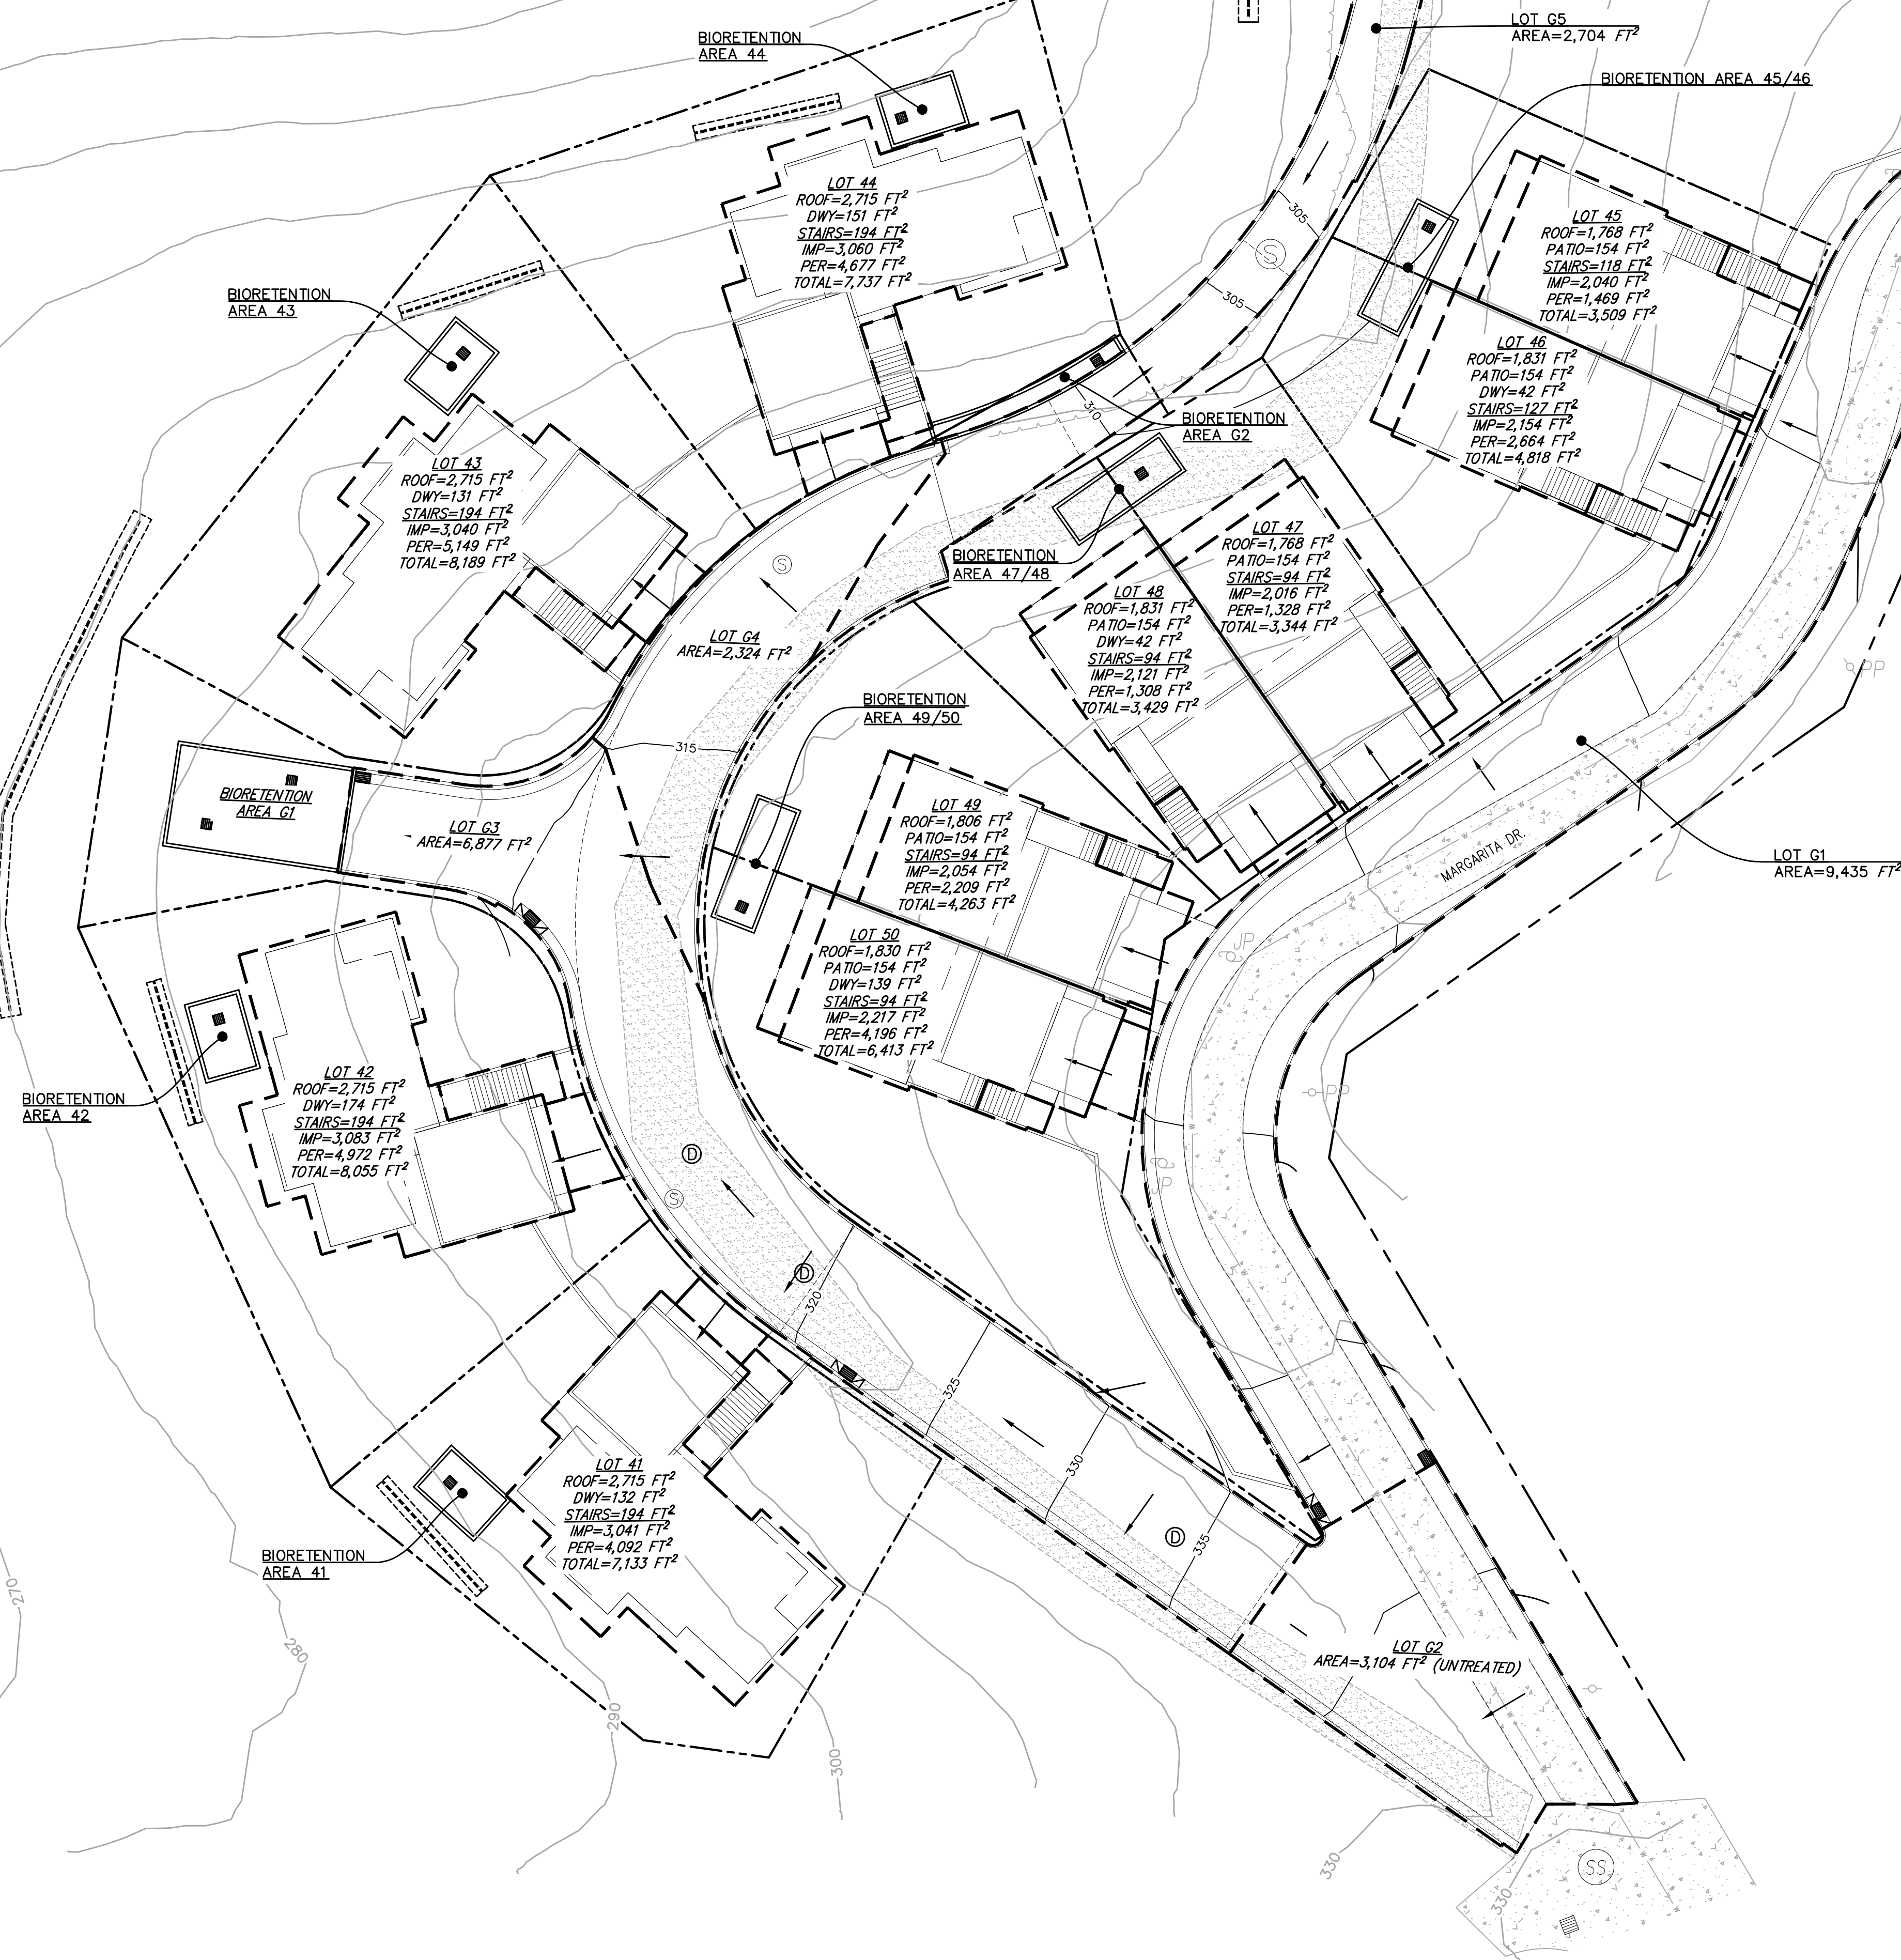 LOT G5
AREA=2,704 FT²
BIORETENTION
AREA 44
BIORETENTION AREA 45/46
LOT 44
ROOF=2,715 FT²
DWY=151 FT²
STAIRS=194 FT²
IMP=3,060 FT²
PER=4,677 FT²
TOTAL=7,737 FT²
305
S
305
LOT 45
ROOF=1,768 FT²
PATIO=154 FT²
STAIRS=118 FT²
IMP=2,040 FT²
PER=1,469 FT²
TOTAL=3,509 FT²
BIORETENTION
AREA 43
LOT 46
ROOF=1,831 FT²
PATIO=154 FT²
DWY=42 FT²
STAIRS=127 FT²
IMP=2,154 FT²
PER=2,664 FT²
TOTAL=4,818 FT²
310
BIORETENTION
AREA G2
LOT 43
ROOF=2,715 FT²
DWY=131 FT²
STAIRS=194 FT²
IMP=3,040 FT²
PER=5,149 FT²
TOTAL=8,189 FT²
BIORETENTION
AREA 47/48
S
LOT 47
ROOF=1,768 FT²
PATIO=154 FT²
STAIRS=94 FT²
IMP=2,016 FT²
PER=1,328 FT²
TOTAL=3,344 FT²
LOT 48
ROOF=1,831 FT²
PATIO=154 FT²
DWY=42 FT²
STAIRS=94 FT²
IMP=2,121 FT²
PER=1,308 FT²
TOTAL=3,429 FT²
LOT G4
AREA=2,324 FT²
PP
BIORETENTION
AREA 49/50
315
BIORETENTION
AREA G1
LOT G3
AREA=6,877 FT²
LOT 49
ROOF=1,806 FT²
PATIO=154 FT²
STAIRS=94 FT²
IMP=2,054 FT²
PER=2,209 FT²
TOTAL=4,263 FT²
MARGARITA DR.
LOT G1
AREA=9,435 FT²
LOT 50
ROOF=1,830 FT²
PATIO=154 FT²
DWY=139 FT²
STAIRS=94 FT²
IMP=2,217 FT²
PER=4,196 FT²
TOTAL=6,413 FT²
JP
PP
LOT 42
ROOF=2,715 FT²
DWY=174 FT²
STAIRS=194 FT²
IMP=3,083 FT²
PER=4,972 FT²
TOTAL=8,055 FT²
BIORETENTION
AREA 42
D
S
JP
D
320
325
330
335
D
LOT 41
ROOF=2,715 FT²
DWY=132 FT²
STAIRS=194 FT²
IMP=3,041 FT²
PER=4,092 FT²
TOTAL=7,133 FT²
BIORETENTION
AREA 41
270
280
290
300
LOT G2
AREA=3,104 FT² (UNTREATED)
330
330
SS